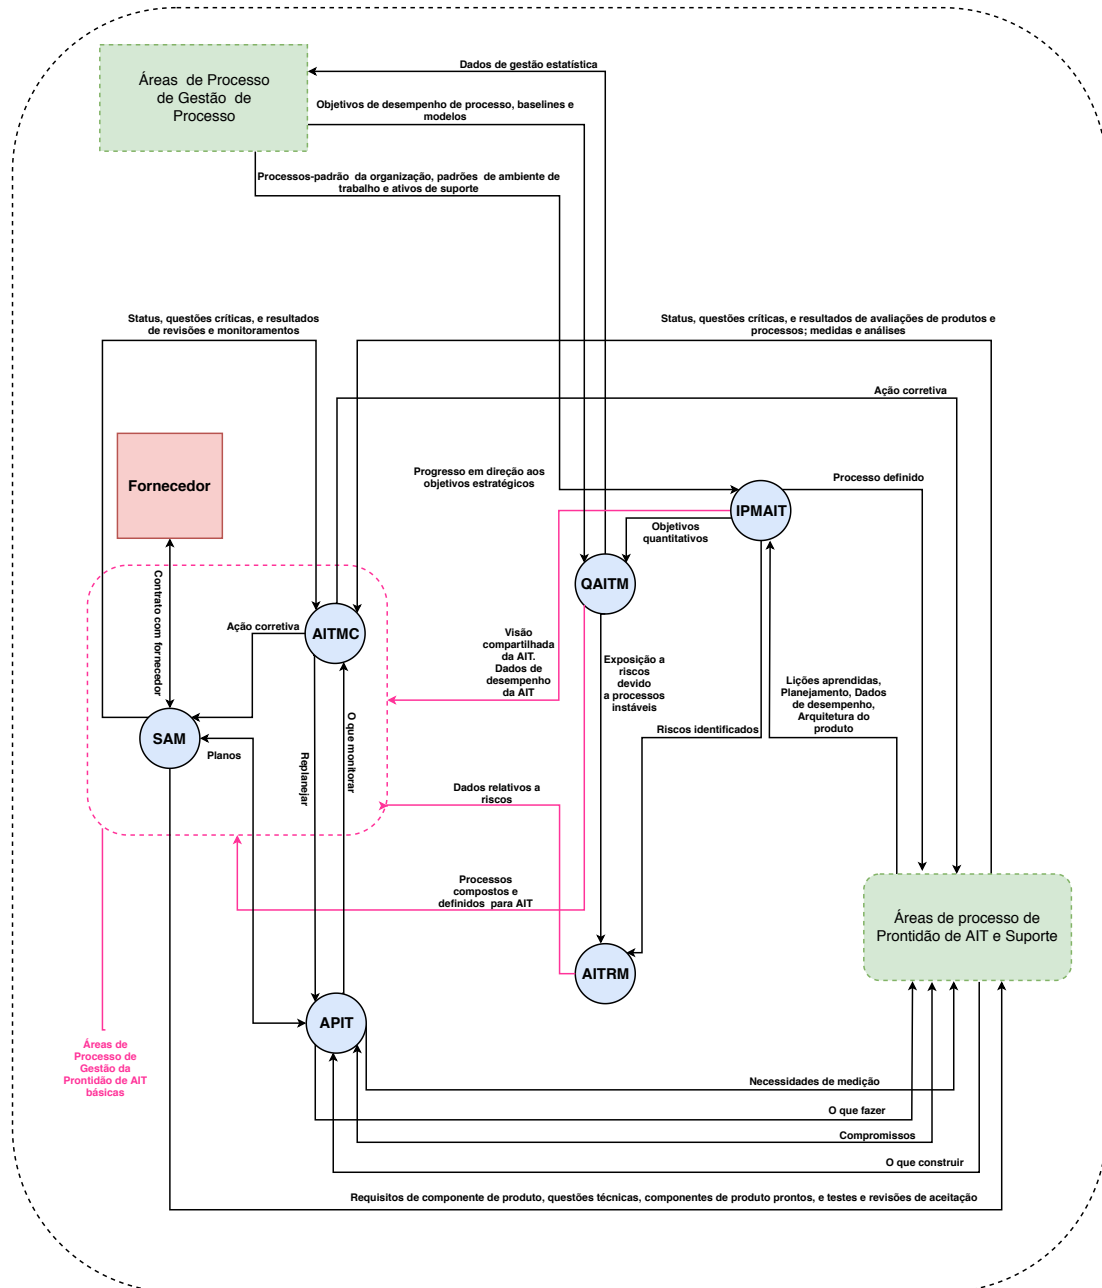 Dados de gestão estatística
Áreas de Processo
de Gestão de
Processo
Objetivos de desempenho de processo, baselines e
modelos
Processos-padrão da organização, padrões de ambiente de
trabalho e ativos de suporte
Status, questões críticas, e resultados
de revisões e monitoramentos
Status, questões críticas, e resultados de avaliações de produtos e
processos; medidas e análises
Ação corretiva
Fornecedor
Progresso em direção aos
objetivos estratégicos
Processo definido
IPMAIT
Objetivos
quantitativos
QAITM
Contrato com fornecedor
Ação corretiva
AITMC
Visão
compartilhada
da AIT.
Dados de
desempenho
da AIT
Exposição a
riscos
devido
a processos
instáveis
Lições aprendidas,
Planejamento, Dados
de desempenho,
Arquitetura do
produto
SAM
Planos
Replanejar
O que monitorar
Riscos identificados
Dados relativos a
riscos
Processos
compostos e
definidos para AIT
Áreas de processo de
Prontidão de AIT e Suporte
AITRM
APIT
Áreas de
Processo de
Gestão da
Prontidão de AIT
básicas
Necessidades de medição
O que fazer
Compromissos
O que construir
Requisitos de componente de produto, questões técnicas, componentes de produto prontos, e testes e revisões de aceitação